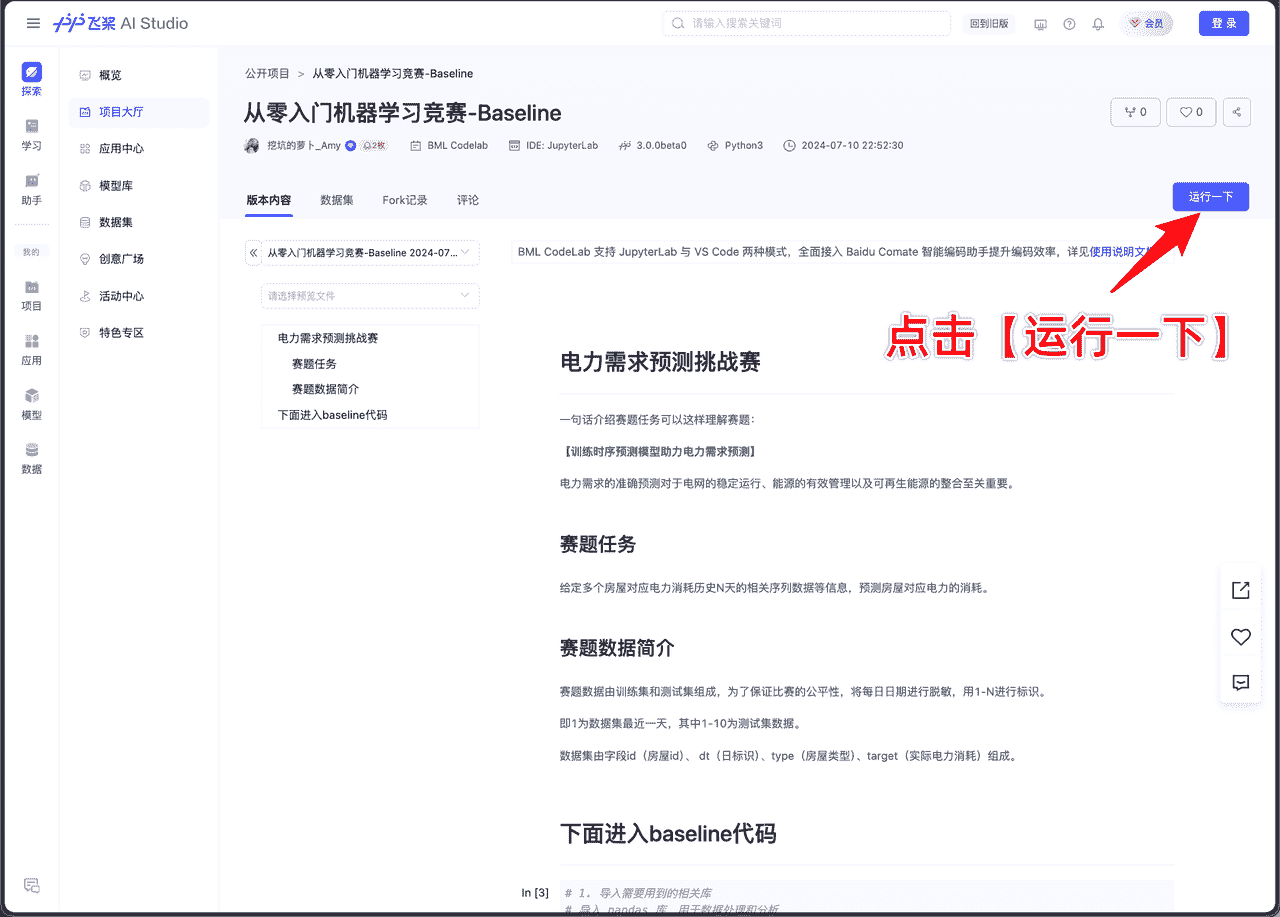 飞桨 AI Studio
请输入搜索关键词
回到旧版
会员
登 录
探索
学习
助手
我的
项目
应用
模型
数据
概览
项目大厅
应用中心
模型库
数据集
创意广场
活动中心
特色专区
公开项目 > 从零入门机器学习竞赛-Baseline
从零入门机器学习竞赛-Baseline
0
0
挖坑的萝卜_Amy 2枚 BML Codelab IDE: JupyterLab 3.0.0beta0 Python3 2024-07-10 22:52:30
版本内容 数据集 Fork记录 评论
运行一下
从零入门机器学习竞赛-Baseline 2024-07...
请选择预览文件
电力需求预测挑战赛
赛题任务
赛题数据简介
下面进入baseline代码
BML CodeLab 支持 JupyterLab 与 VS Code 两种模式，全面接入 Baidu Comate 智能编码助手提升编码效率，详见使用说明文
点击【运行一下】
电力需求预测挑战赛
一句话介绍赛题任务可以这样理解赛题：
【训练时序预测模型助力电力需求预测】
电力需求的准确预测对于电网的稳定运行、能源的有效管理以及可再生能源的整合至关重要。
赛题任务
给定多个房屋对应电力消耗历史N天的相关序列数据等信息，预测房屋对应电力的消耗。
赛题数据简介
赛题数据由训练集和测试集组成，为了保证比赛的公平性，将每日日期进行脱敏，用1-N进行标识。
即1为数据集最近一天，其中1-10为测试集数据。
数据集由字段id（房屋id）、 dt（日标识）、type（房屋类型）、target（实际电力消耗）组成。
下面进入baseline代码
In [3]
# 1. 导入需要用到的相关库
# 导入 pandas 库，用于数据处理和分析